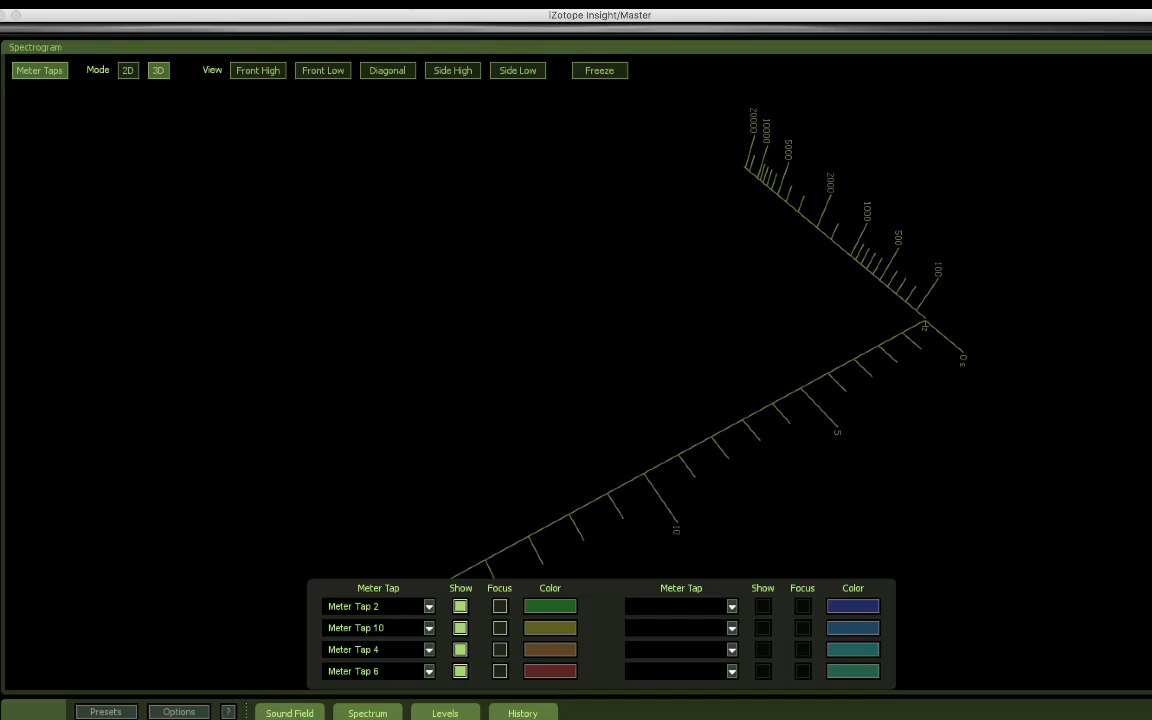 iZotope Insight/Master
Spectrogram
Meter Taps Mode 2D 3D View Front High Front Low Diagonal Side High Side Low Freeze
20000
10000
5000
2000
1000
500
100
Hz
0 s
5
10
Meter Tap Show Focus Color Meter Tap Show Focus Color
Meter Tap 2
Meter Tap 10
Meter Tap 4
Meter Tap 6
Presets Options ? Sound Field Spectrum Levels History